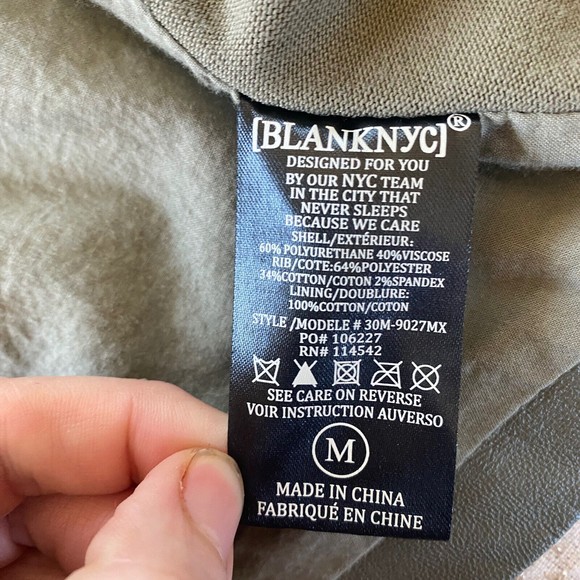 [BLANKNYC]®
DESIGNED FOR YOU
BY OUR NYC TEAM
IN THE CITY THAT
NEVER SLEEPS
BECAUSE WE CARE
SHELL/EXTÉRIEUR:
60% POLYURETHANE 40%VISCOSE
RIB/COTE:64%POLYESTER
34%COTTON/COTON 2%SPANDEX
LINING/DOUBLURE:
100%COTTON/COTON
STYLE /MODELE # 30M-9027MX
PO# 106227
RN# 114542
SEE CARE ON REVERSE
VOIR INSTRUCTION AUVERSO
M
MADE IN CHINA
FABRIQUÉ EN CHINE